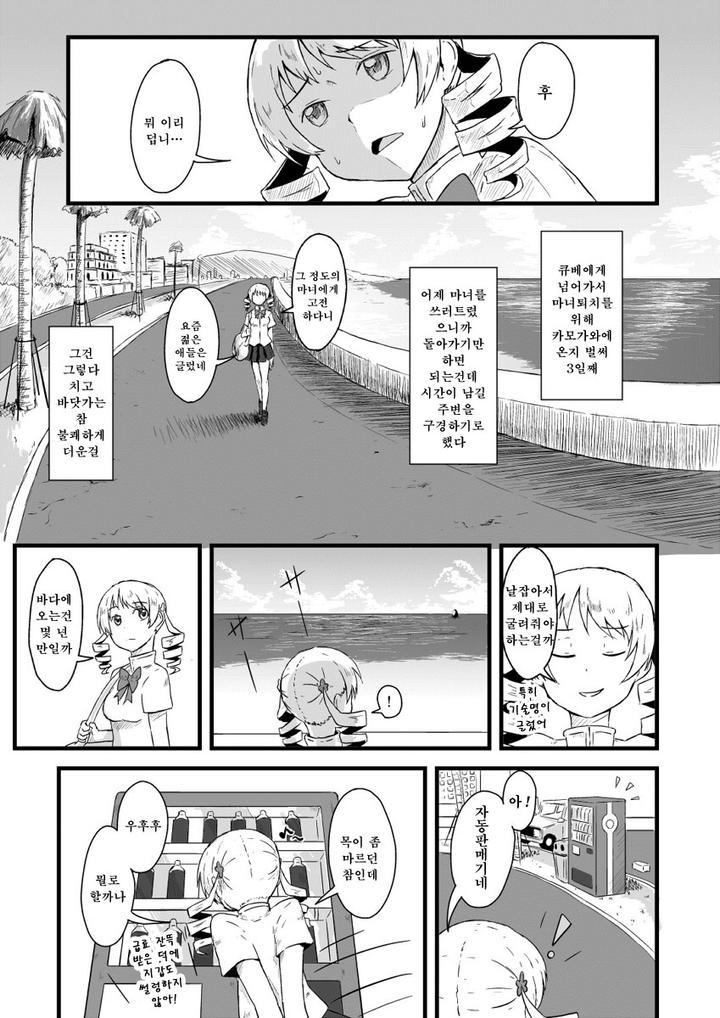 후
뭐 이리
덥니…
큐베에게
넘어가서
마녀퇴치를
위해
카모가와에
온지 벌써
3일째
어제 마녀를
쓰러트렸
으니까
돌아가기만
하면
되는건데
시간이 남길
주변을
구경하기로
했다
그 정도의
마녀에게
고전
하다니
요즘
젊은
애들은
글렀네
그건
그렇다
치고
바닷가는
참
불쾌하게
더운걸
날잡아서
제대로
굴려줘야
하는걸까
특히
기술명이
글렀어
!
바다에
오는건
몇 년
만일까
아!
자동판매기네
목이 좀
마르던
참인데
우후후
뭘로
할까나
급료 잔뜩
받은 덕에
지갑도
썰렁하지
않아!